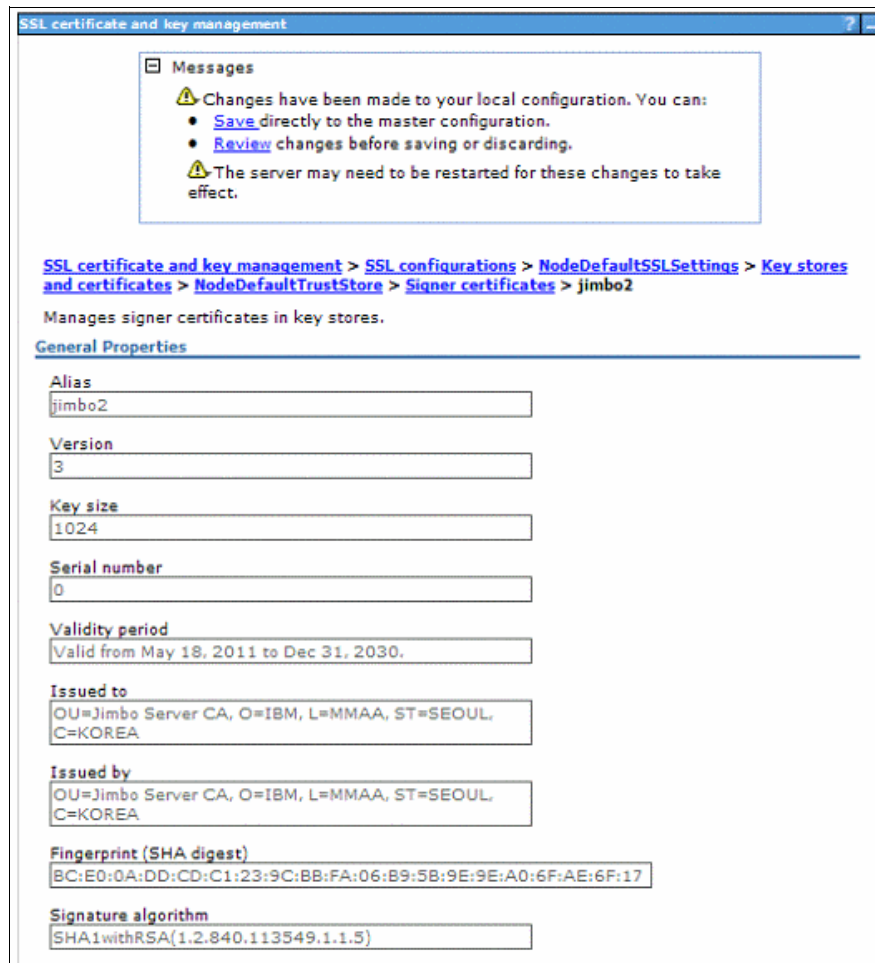 SSL certificate and key management ? _
Messages
Changes have been made to your local configuration. You can:
• Save directly to the master configuration.
• Review changes before saving or discarding.
The server may need to be restarted for these changes to take
effect.
SSL certificate and key management > SSL configurations > NodeDefaultSSLSettings > Key stores
and certificates > NodeDefaultTrustStore > Signer certificates > jimbo2
Manages signer certificates in key stores.
General Properties
Alias
jimbo2
Version
3
Key size
1024
Serial number
0
Validity period
Valid from May 18, 2011 to Dec 31, 2030.
Issued to
OU=Jimbo Server CA, O=IBM, L=MMAA, ST=SEOUL,
C=KOREA
Issued by
OU=Jimbo Server CA, O=IBM, L=MMAA, ST=SEOUL,
C=KOREA
Fingerprint (SHA digest)
BC:E0:0A:DD:CD:C1:23:9C:BB:FA:06:B9:5B:9E:9E:A0:6F:AE:6F:17
Signature algorithm
SHA1withRSA(1.2.840.113549.1.1.5)